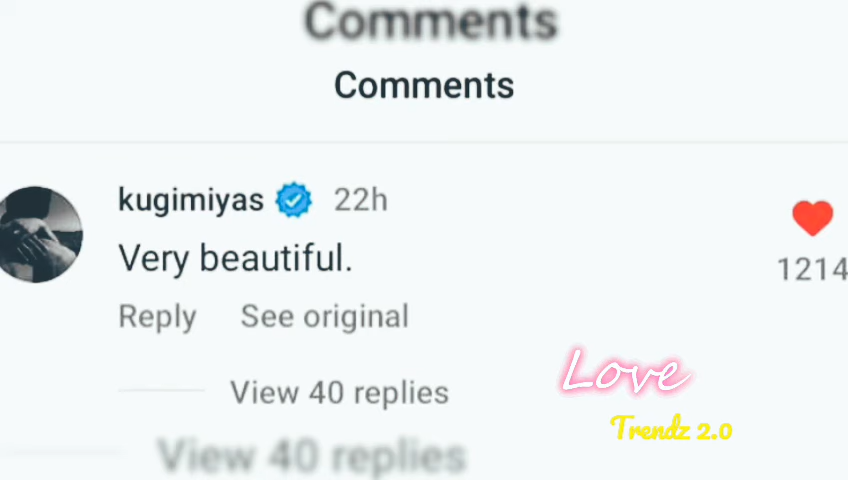 Comments
Comments
kugimiyas 22h
Very beautiful.
1214
Reply See original
View 40 replies
View 40 replies
Love
Trendz 2.0